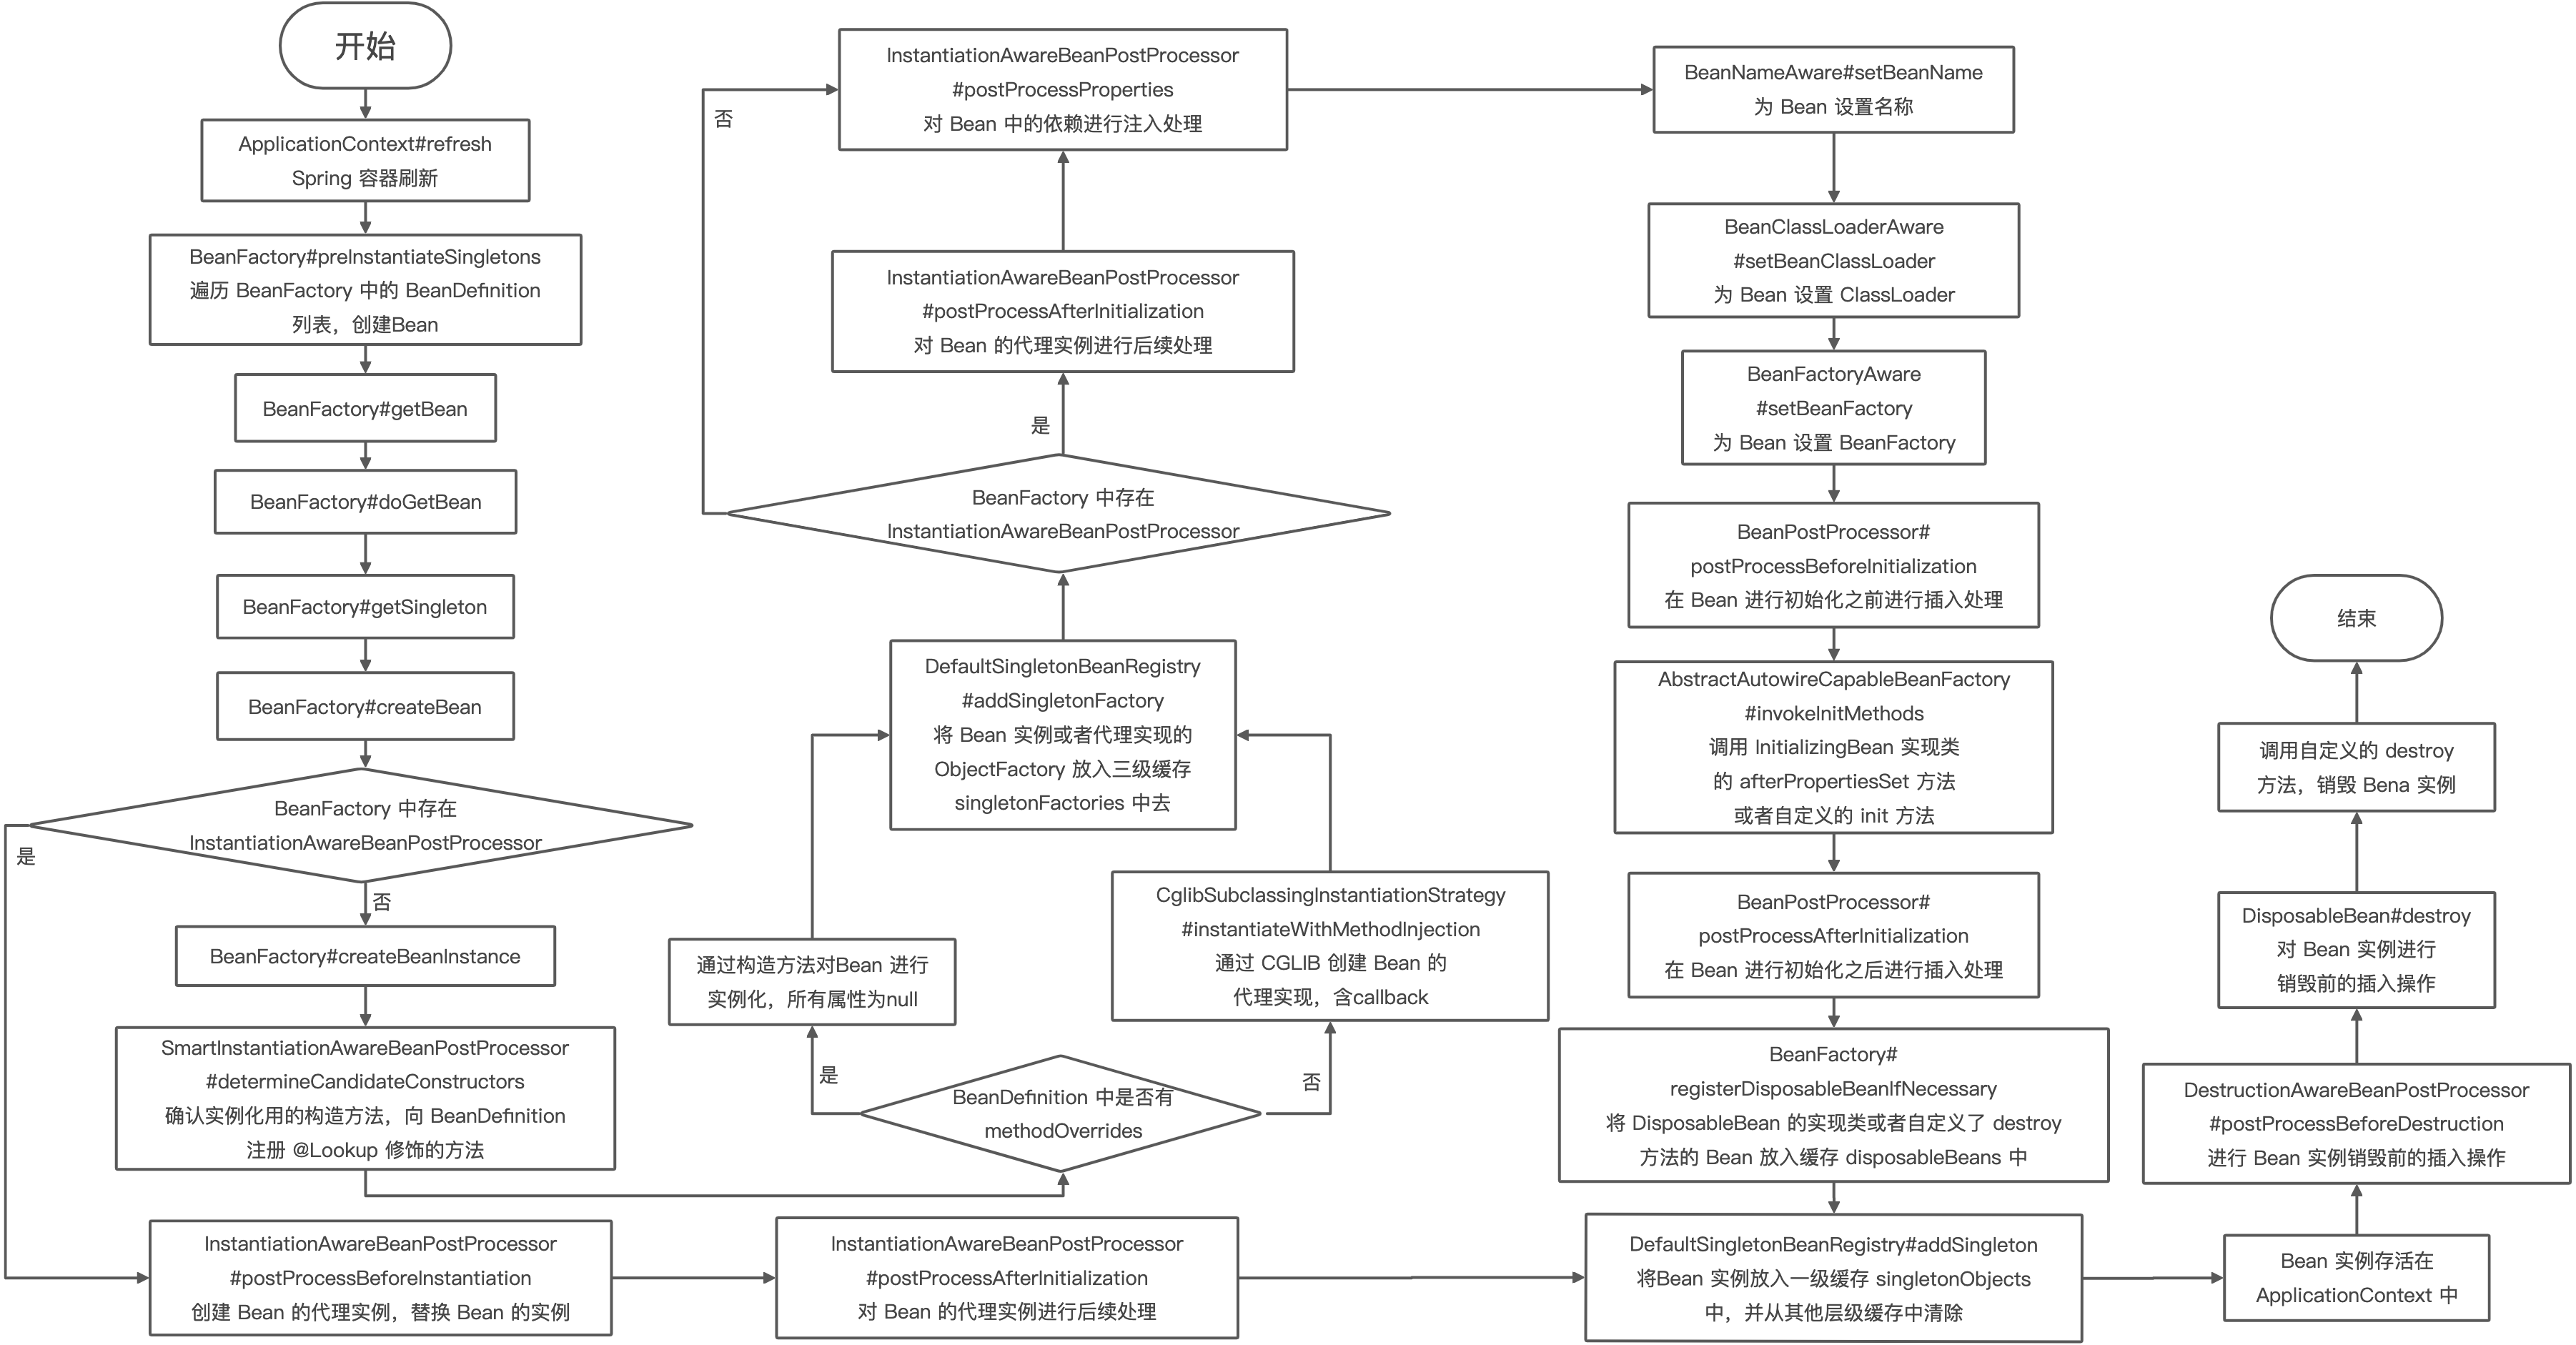 开始
ApplicationContext#refresh
Spring 容器刷新
BeanFactory#preInstantiateSingletons
遍历 BeanFactory 中的 BeanDefinition
列表，创建Bean
BeanFactory#getBean
BeanFactory#doGetBean
BeanFactory#getSingleton
BeanFactory#createBean
BeanFactory 中存在
InstantiationAwareBeanPostProcessor
是
否
BeanFactory#createBeanInstance
SmartInstantiationAwareBeanPostProcessor
#determineCandidateConstructors
确认实例化用的构造方法，向 BeanDefinition
注册 @Lookup 修饰的方法
InstantiationAwareBeanPostProcessor
#postProcessBeforeInstantiation
创建 Bean 的代理实例，替换 Bean 的实例
InstantiationAwareBeanPostProcessor
#postProcessAfterInitialization
对 Bean 的代理实例进行后续处理
BeanDefinition 中是否有
methodOverrides
是
否
通过构造方法对Bean 进行
实例化，所有属性为null
CglibSubclassingInstantiationStrategy
#instantiateWithMethodInjection
通过 CGLIB 创建 Bean 的
代理实现，含callback
DefaultSingletonBeanRegistry
#addSingletonFactory
将 Bean 实例或者代理实现的
ObjectFactory 放入三级缓存
singletonFactories 中去
BeanFactory 中存在
InstantiationAwareBeanPostProcessor
是
否
InstantiationAwareBeanPostProcessor
#postProcessAfterInitialization
对 Bean 的代理实例进行后续处理
InstantiationAwareBeanPostProcessor
#postProcessProperties
对 Bean 中的依赖进行注入处理
BeanNameAware#setBeanName
为 Bean 设置名称
BeanClassLoaderAware
#setBeanClassLoader
为 Bean 设置 ClassLoader
BeanFactoryAware
#setBeanFactory
为 Bean 设置 BeanFactory
BeanPostProcessor#
postProcessBeforeInitialization
在 Bean 进行初始化之前进行插入处理
AbstractAutowireCapableBeanFactory
#invokeInitMethods
调用 InitializingBean 实现类
的 afterPropertiesSet 方法
或者自定义的 init 方法
BeanPostProcessor#
postProcessAfterInitialization
在 Bean 进行初始化之后进行插入处理
BeanFactory#
registerDisposableBeanIfNecessary
将 DisposableBean 的实现类或者自定义了 destroy
方法的 Bean 放入缓存 disposableBeans 中
DefaultSingletonBeanRegistry#addSingleton
将Bean 实例放入一级缓存 singletonObjects
中，并从其他层级缓存中清除
Bean 实例存活在
ApplicationContext 中
DestructionAwareBeanPostProcessor
#postProcessBeforeDestruction
进行 Bean 实例销毁前的插入操作
DisposableBean#destroy
对 Bean 实例进行
销毁前的插入操作
调用自定义的 destroy
方法，销毁 Bena 实例
结束